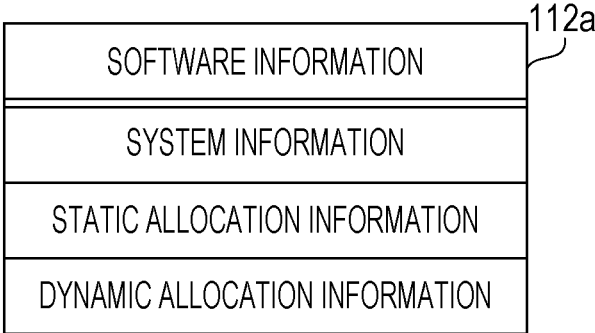 112a
SOFTWARE INFORMATION
SYSTEM INFORMATION
STATIC ALLOCATION INFORMATION
DYNAMIC ALLOCATION INFORMATION